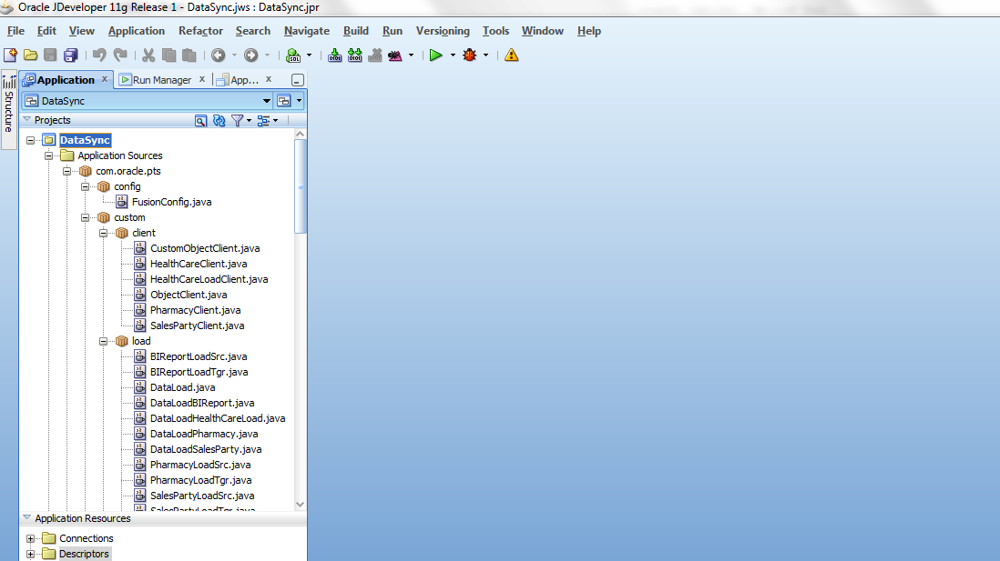 Oracle JDeveloper 11g Release 1 - DataSync.jws : DataSync.jpr
File Edit View Application Refactor Search Navigate Build Run Versioning Tools Window Help
Application x Run Manager x App... x
Structure
DataSync
Projects
DataSync
Application Sources
com.oracle.pts
config
FusionConfig.java
custom
client
CustomObjectClient.java
HealthCareClient.java
HealthCareLoadClient.java
ObjectClient.java
PharmacyClient.java
SalesPartyClient.java
load
BIReportLoadSrc.java
BIReportLoadTgr.java
DataLoad.java
DataLoadBIReport.java
DataLoadHealthCareLoad.java
DataLoadPharmacy.java
DataLoadSalesParty.java
PharmacyLoadSrc.java
PharmacyLoadTgr.java
SalesPartyLoadSrc.java
SalesPartyLoadTgr.java
Application Resources
Connections
Descriptors